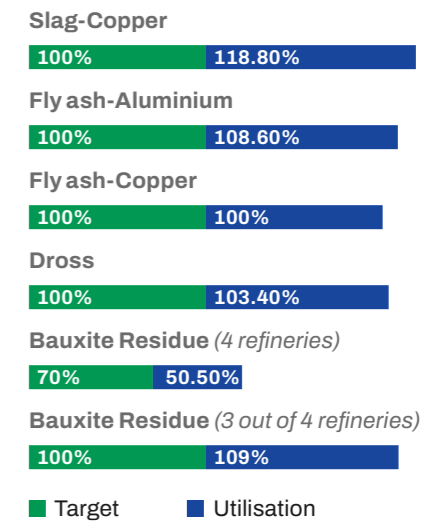 Slag-Copper
100% 118.80%
Fly ash-Aluminium
100% 108.60%
Fly ash-Copper
100% 100%
Dross
100% 103.40%
Bauxite Residue (4 refineries)
70% 50.50%
Bauxite Residue (3 out of 4 refineries)
100% 109%
Target Utilisation